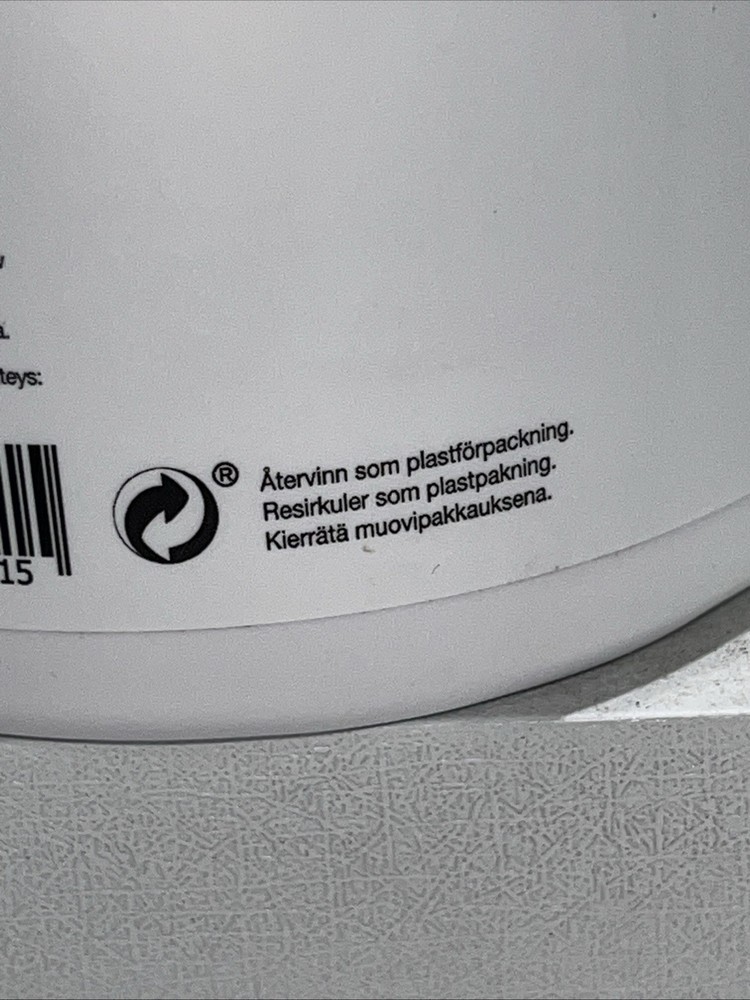 teys:
15
®
Återvinn som plastförpackning.
Resirkuler som plastpakning.
Kierrätä muovipakkauksena.